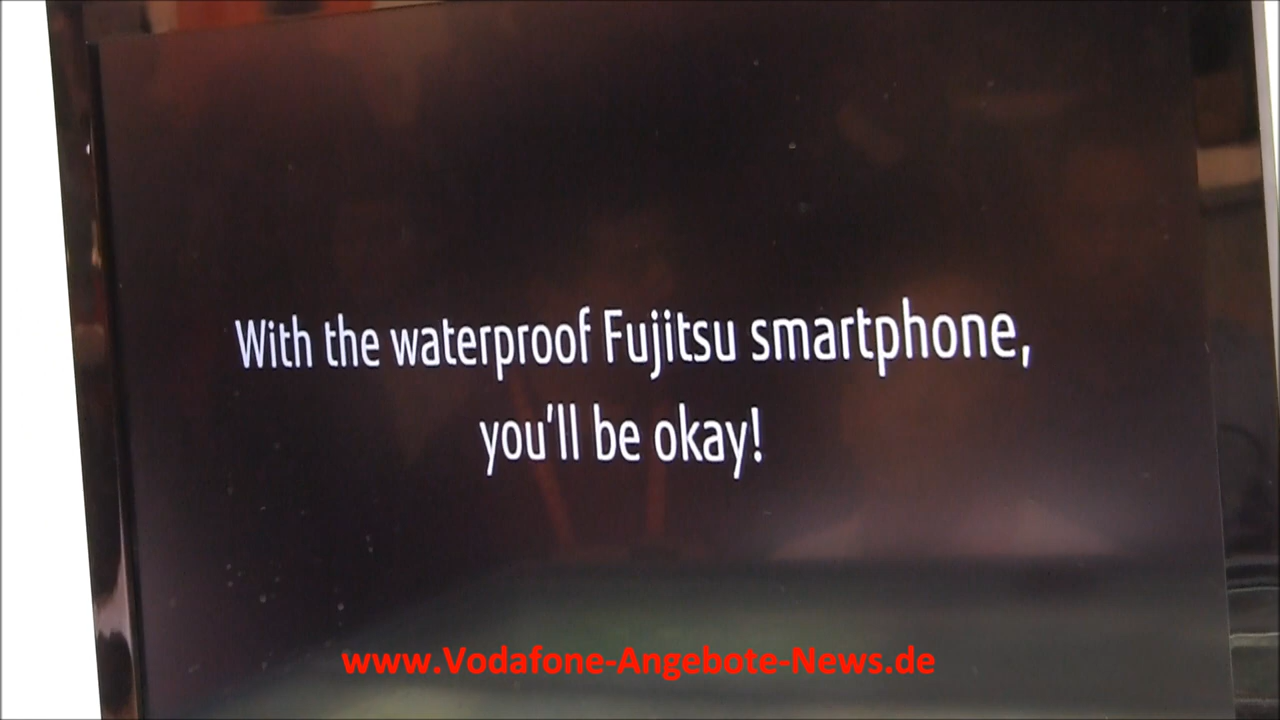 With the waterproof Fujitsu smartphone,
you'll be okay!
www.Vodafone-Angebote-News.de